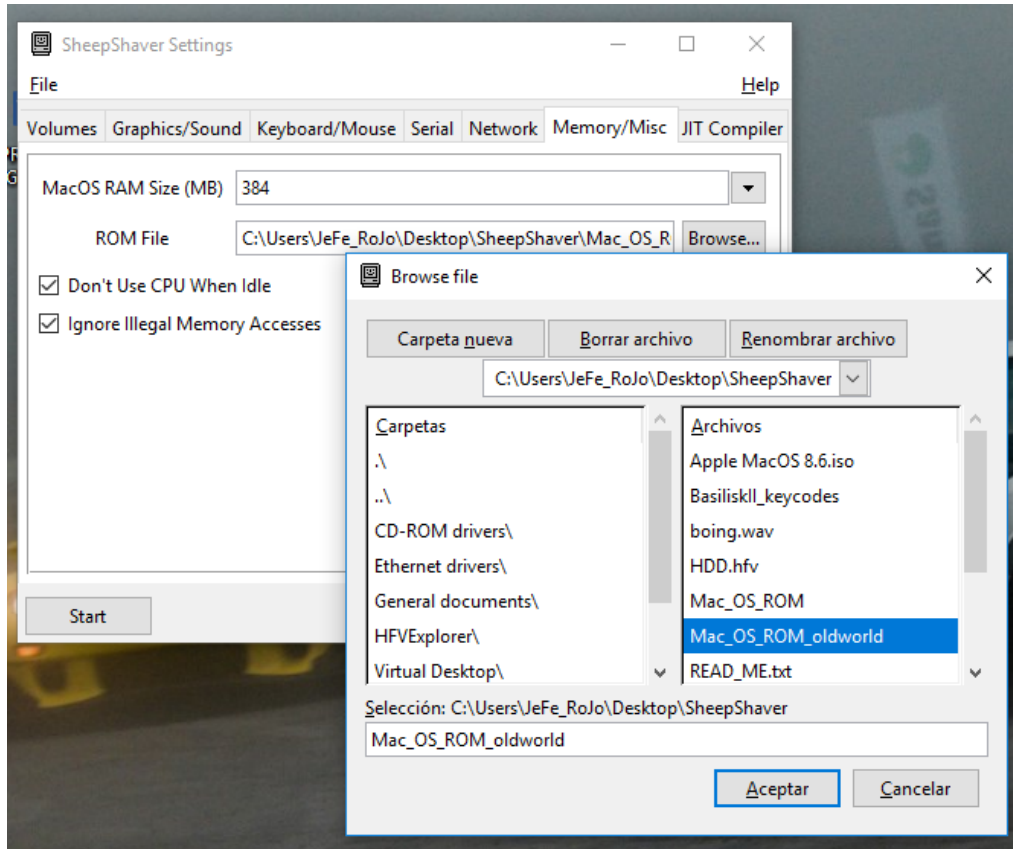 SheepShaver Settings
File Help
Volumes Graphics/Sound Keyboard/Mouse Serial Network Memory/Misc JIT Compiler
MacOS RAM Size (MB) 384
ROM File C:\Users\JeFe_RoJo\Desktop\SheepShaver\Mac_OS_R Browse...
Don't Use CPU When Idle
Ignore Illegal Memory Accesses
Start
Browse file
Carpeta nueva Borrar archivo Renombrar archivo
C:\Users\JeFe_RoJo\Desktop\SheepShaver
Carpetas
.\
..\
CD-ROM drivers\
Ethernet drivers\
General documents\
HFVExplorer\
Virtual Desktop\
Archivos
Apple MacOS 8.6.iso
BasiliskII_keycodes
boing.wav
HDD.hfv
Mac_OS_ROM
Mac_OS_ROM_oldworld
READ_ME.txt
Selección: C:\Users\JeFe_RoJo\Desktop\SheepShaver
Mac_OS_ROM_oldworld
Aceptar Cancelar